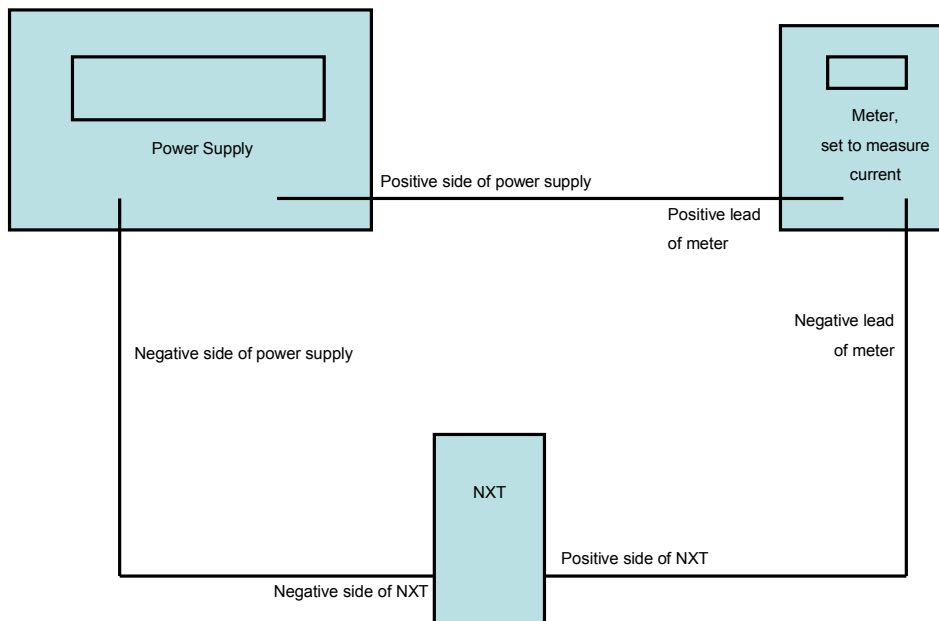 Power Supply
Meter,
set to measure
current
Positive side of power supply
Positive lead
of meter
Negative lead
of meter
Negative side of power supply
NXT
Positive side of NXT
Negative side of NXT